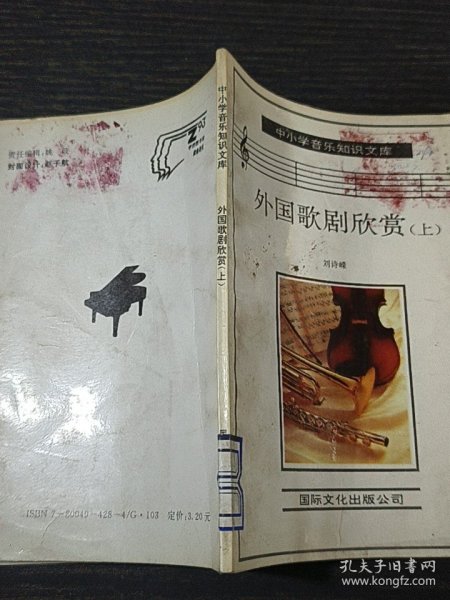 责任编辑:姚 
封面设计:
ISBN 7-80049-428-4/G·103 定价:3.20元
中小学音乐知识文库
外国歌剧欣赏(上)
中小学音乐知识文库
外国歌剧欣赏(上)
刘诗嵘
国际文化出版公司
孔夫子旧书网
www.kongfz.com